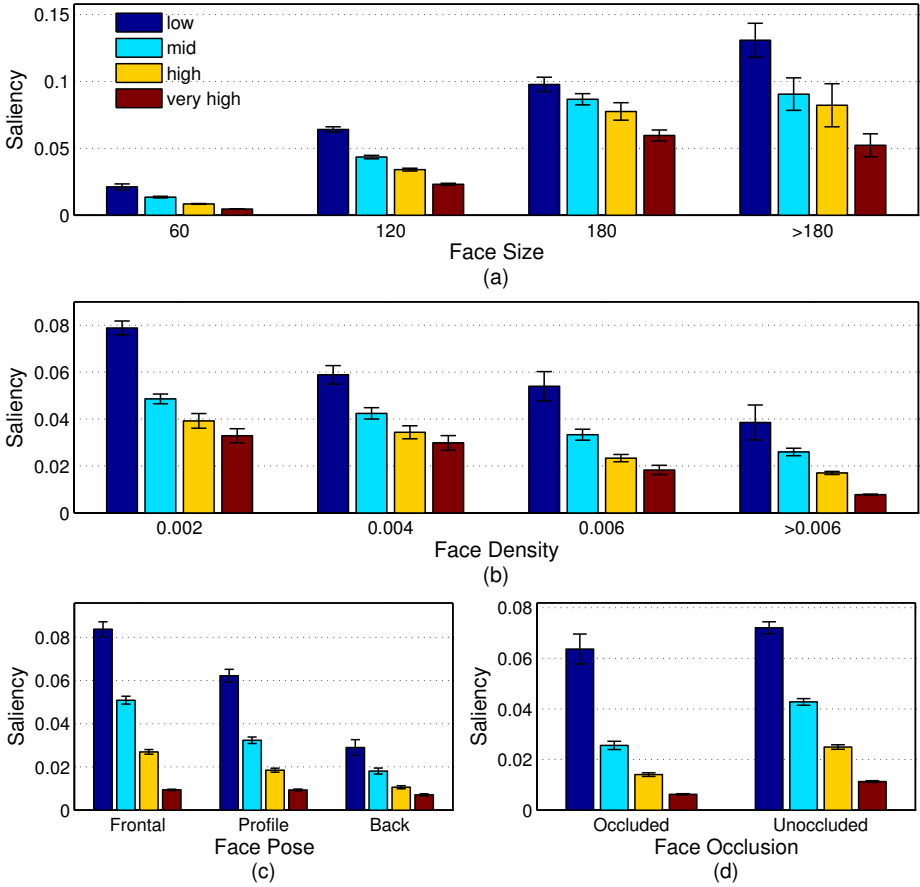 0.15
0.1
0.05
0
Saliency
low
mid
high
very high
60 120 180 >180
Face Size
(a)
0.08
0.06
0.04
0.02
0
Saliency
0.002 0.004 0.006 >0.006
Face Density
(b)
0.08
0.06
0.04
0.02
0
Saliency
Frontal Profile Back
Face Pose
(c)
0.08
0.06
0.04
0.02
0
Saliency
Occluded Unoccluded
Face Occlusion
(d)